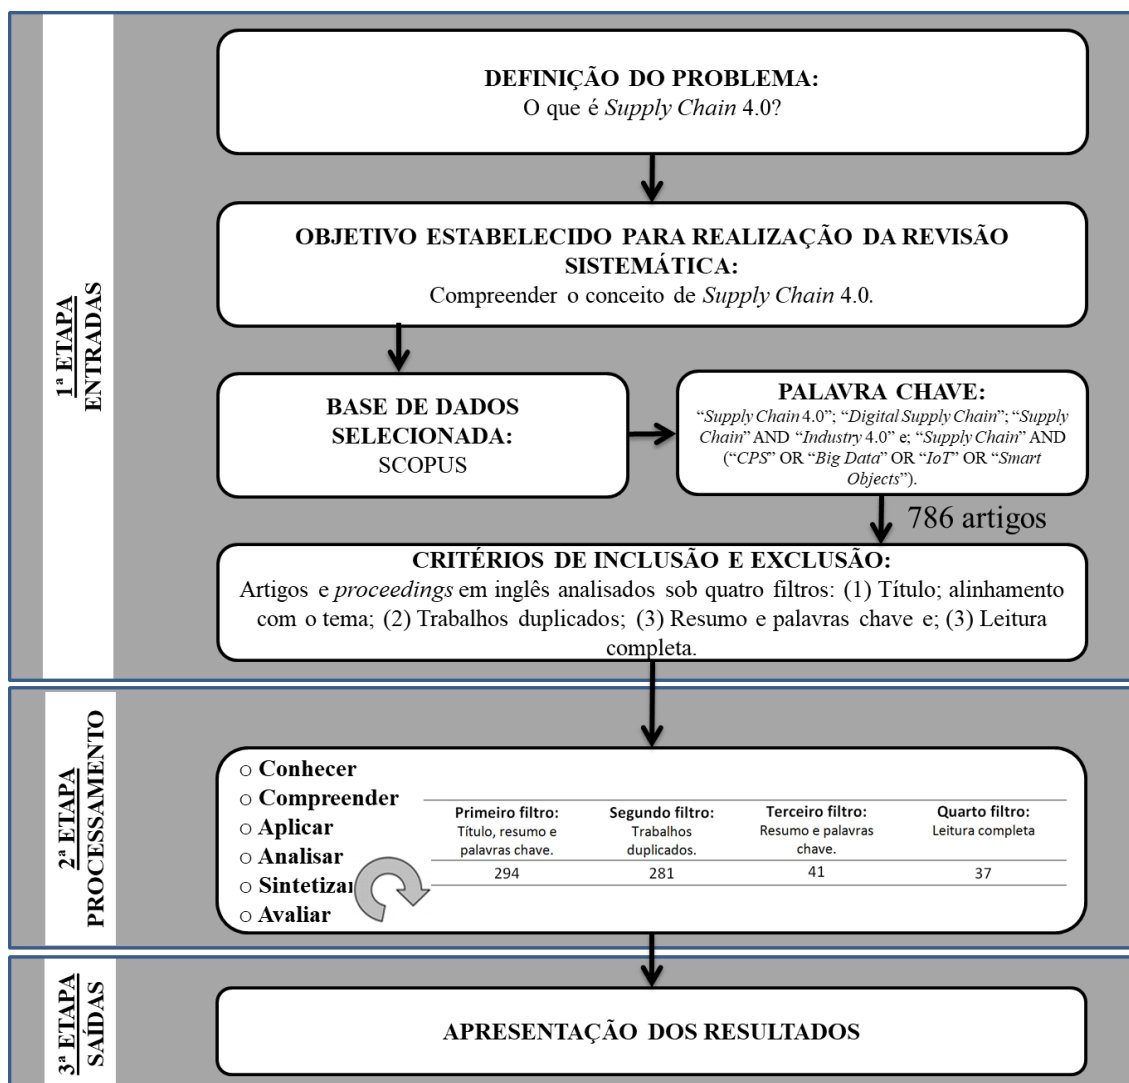 1ª ETAPA
ENTRADAS
DEFINIÇÃO DO PROBLEMA:
O que é Supply Chain 4.0?
OBJETIVO ESTABELECIDO PARA REALIZAÇÃO DA REVISÃO
SISTEMÁTICA:
Compreender o conceito de Supply Chain 4.0.
BASE DE DADOS
SELECIONADA:
SCOPUS
PALAVRA CHAVE:
“Supply Chain 4.0”; “Digital Supply Chain”; “Supply
Chain” AND “Industry 4.0” e; “Supply Chain” AND
(“CPS” OR “Big Data” OR “IoT” OR “Smart
Objects”).
786 artigos
CRITÉRIOS DE INCLUSÃO E EXCLUSÃO:
Artigos e proceedings em inglês analisados sob quatro filtros: (1) Título; alinhamento
com o tema; (2) Trabalhos duplicados; (3) Resumo e palavras chave e; (3) Leitura
completa.
2ª ETAPA
PROCESSAMENTO
○ Conhecer
○ Compreender
○ Aplicar
○ Analisar
○ Sintetizar
○ Avaliar
Primeiro filtro:
Título, resumo e
palavras chave.
294
Segundo filtro:
Trabalhos
duplicados.
281
Terceiro filtro:
Resumo e palavras
chave.
41
Quarto filtro:
Leitura completa
37
3ª ETAPA
SAÍDAS
APRESENTAÇÃO DOS RESULTADOS